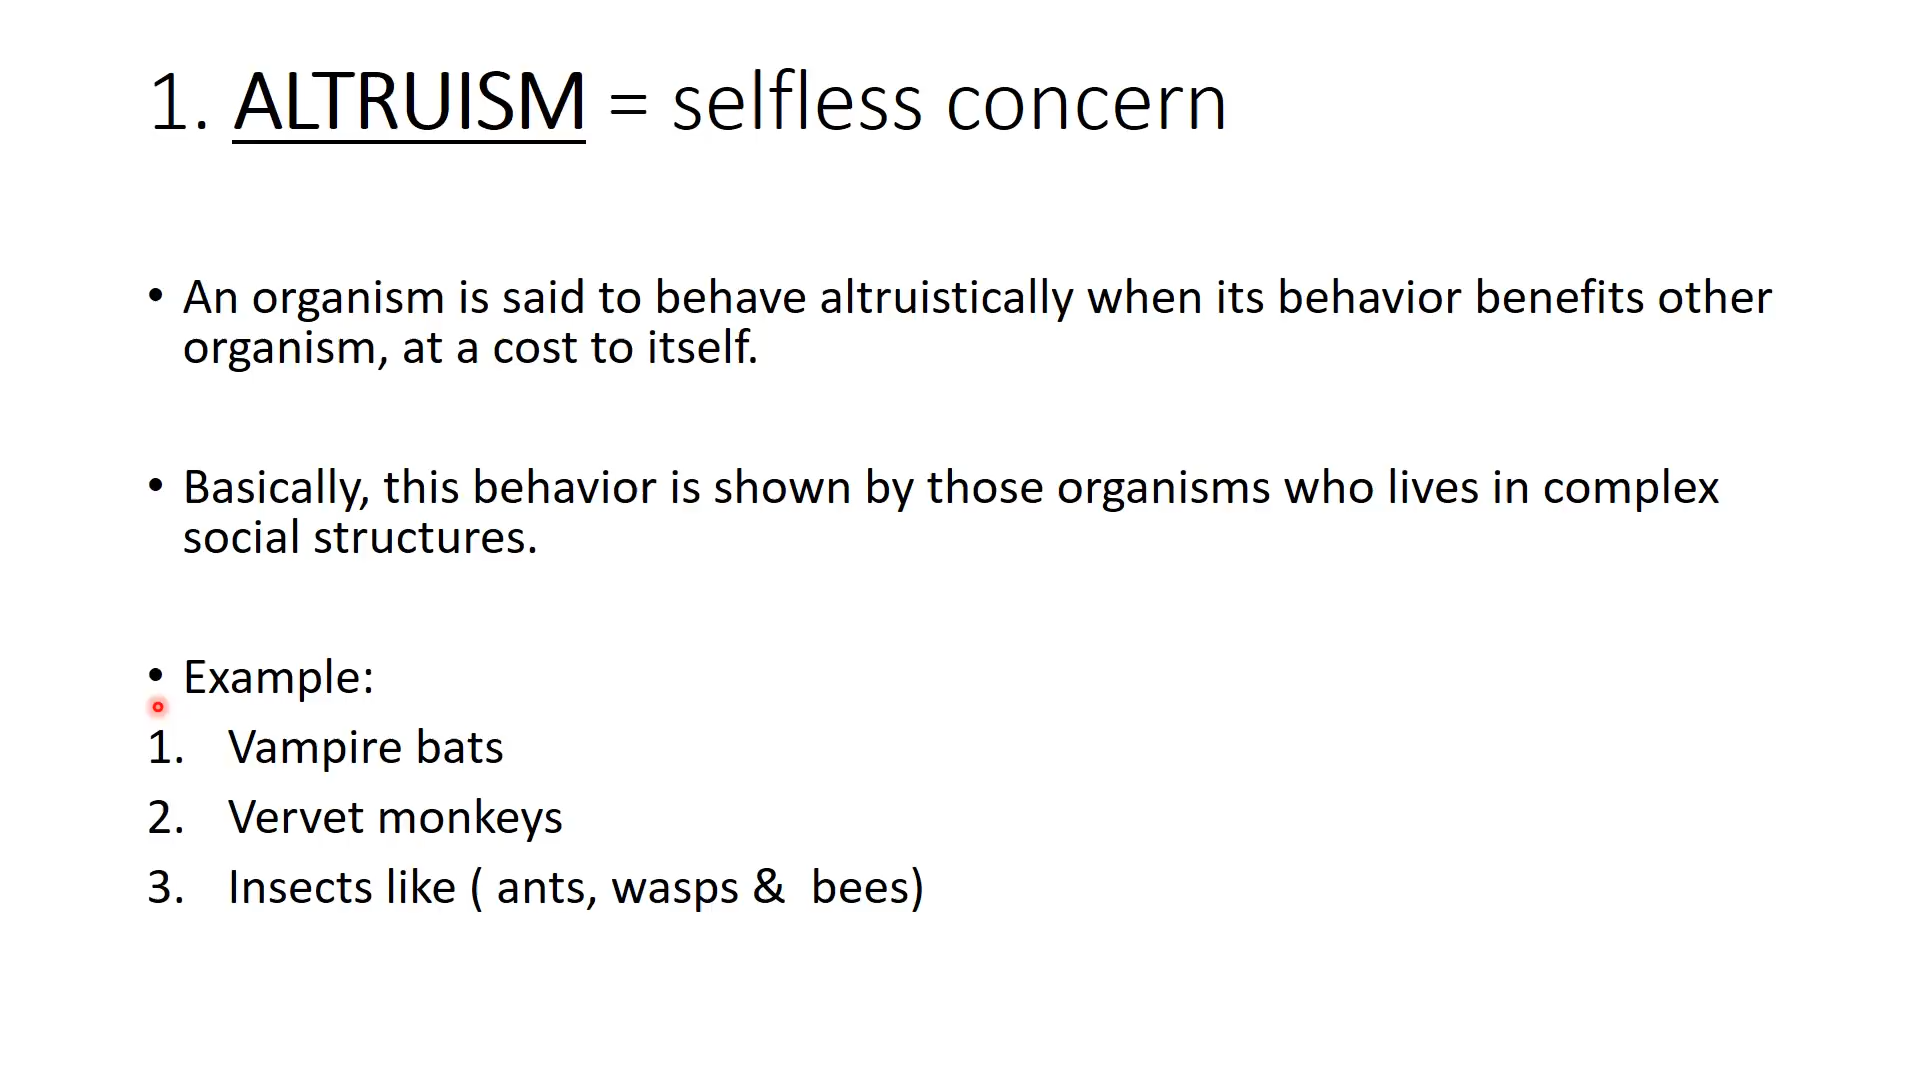 1. ALTRUISM = selfless concern
• An organism is said to behave altruistically when its behavior benefits other
organism, at a cost to itself.
• Basically, this behavior is shown by those organisms who lives in complex
social structures.
• Example:
1. Vampire bats
2. Vervet monkeys
3. Insects like ( ants, wasps &  bees)